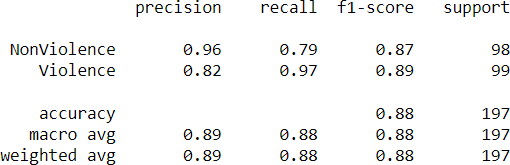 precision recall f1-score support
NonViolence 0.96 0.79 0.87 98
Violence 0.82 0.97 0.89 99
accuracy 0.88 197
macro avg 0.89 0.88 0.88 197
weighted avg 0.89 0.88 0.88 197